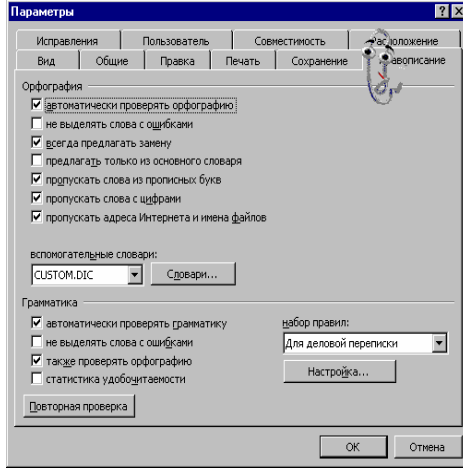 Параметры
Исправления Пользователь Совместимость Расположение
Вид Общие Правка Печать Сохранение Правописание
Орфография
автоматически проверять орфографию
не выделять слова с ошибками
всегда предлагать замену
предлагать только из основного словаря
пропускать слова из прописных букв
пропускать слова с цифрами
пропускать адреса Интернета и имена файлов
вспомогательные словари:
CUSTOM.DIC Словари...
Грамматика
автоматически проверять грамматику набор правил:
не выделять слова с ошибками Для деловой переписки
также проверять орфографию
статистика удобочитаемости Настройка...
Повторная проверка
OK Отмена